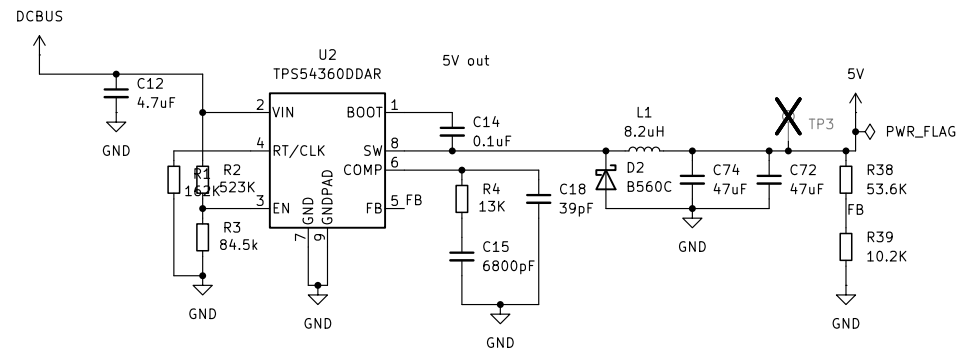 DCBUS
U2
TPS54360DDAR
5V out
5V
C12
4.7uF
GND
2 VIN
BOOT 1
C14
0.1uF
L1
8.2uH
TP3
PWR_FLAG
4 RT/CLK
SW 8
COMP 6
R1
162K
R2
523K
3 EN
FB 5 FB
GND
GNDPAD
7
9
R3
84.5k
R4
13K
C18
39pF
C15
6800pF
D2
B560C
C74
47uF
C72
47uF
R38
53.6K
FB
R39
10.2K
GND
GND
GND
GND
GND